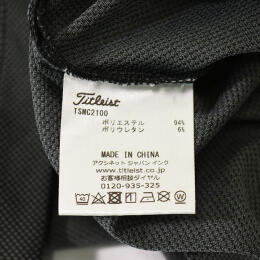 Titleist
TSMC2100
ポリエステル 94%
ポリウレタン 6%
MADE IN CHINA
アクシネット ジャパン インク
www.titleist.co.jp
お客様相談ダイヤル
0120-935-325